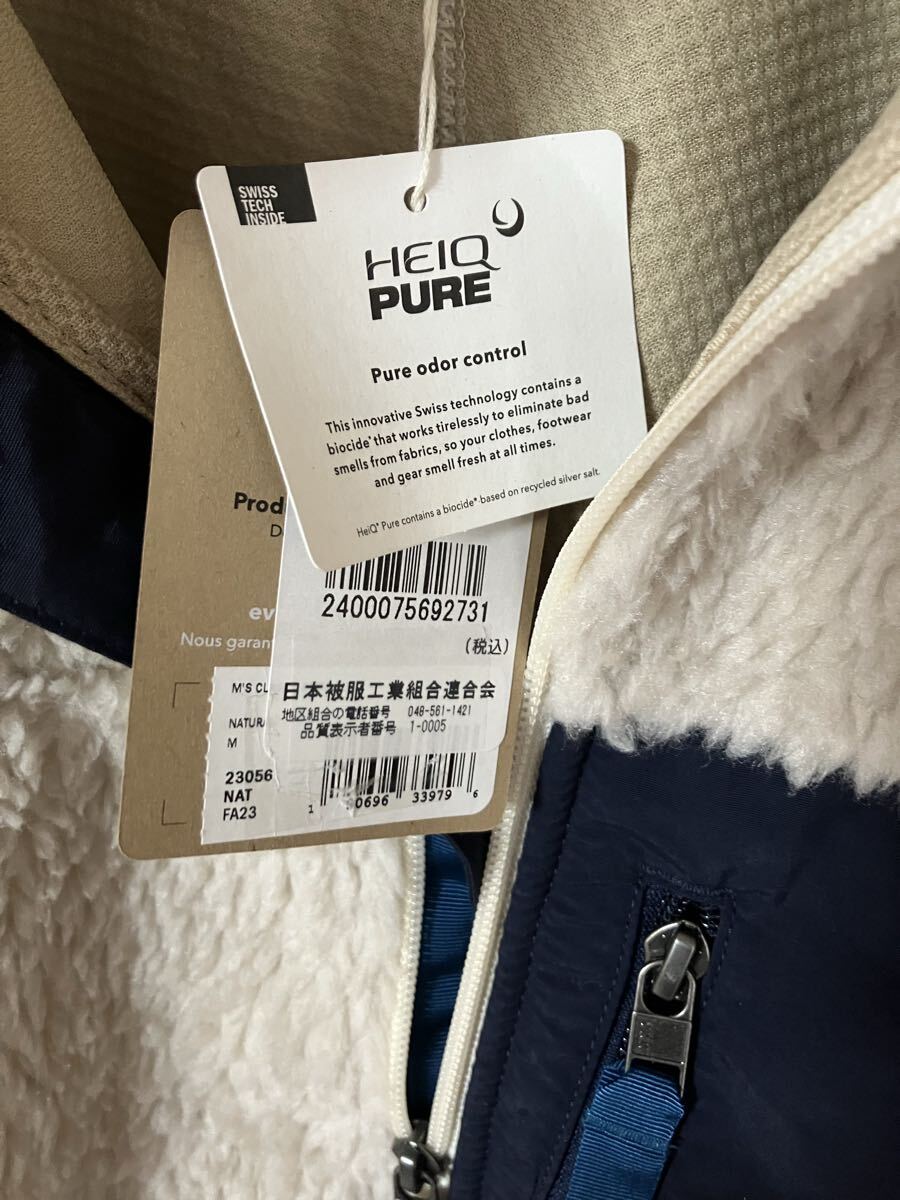 SWISS
TECH
INSIDE
HEIQ
PURE
Pure odor control
This innovative Swiss technology contains a
biocide* that works tirelessly to eliminate bad
smells from fabrics, so your clothes, footwear
and gear smell fresh at all times.
HeiQ® Pure contains a biocide* based on recycled silver salt.
Prod
D
ev
Nous garan
2400075692731
(税込)
日本被服工業組合連合会
地区組合の電話番号 048-561-1421
品質表示者番号 1-0005
M'S CL
NATURA
M
23056
NAT
FA23
33979 6